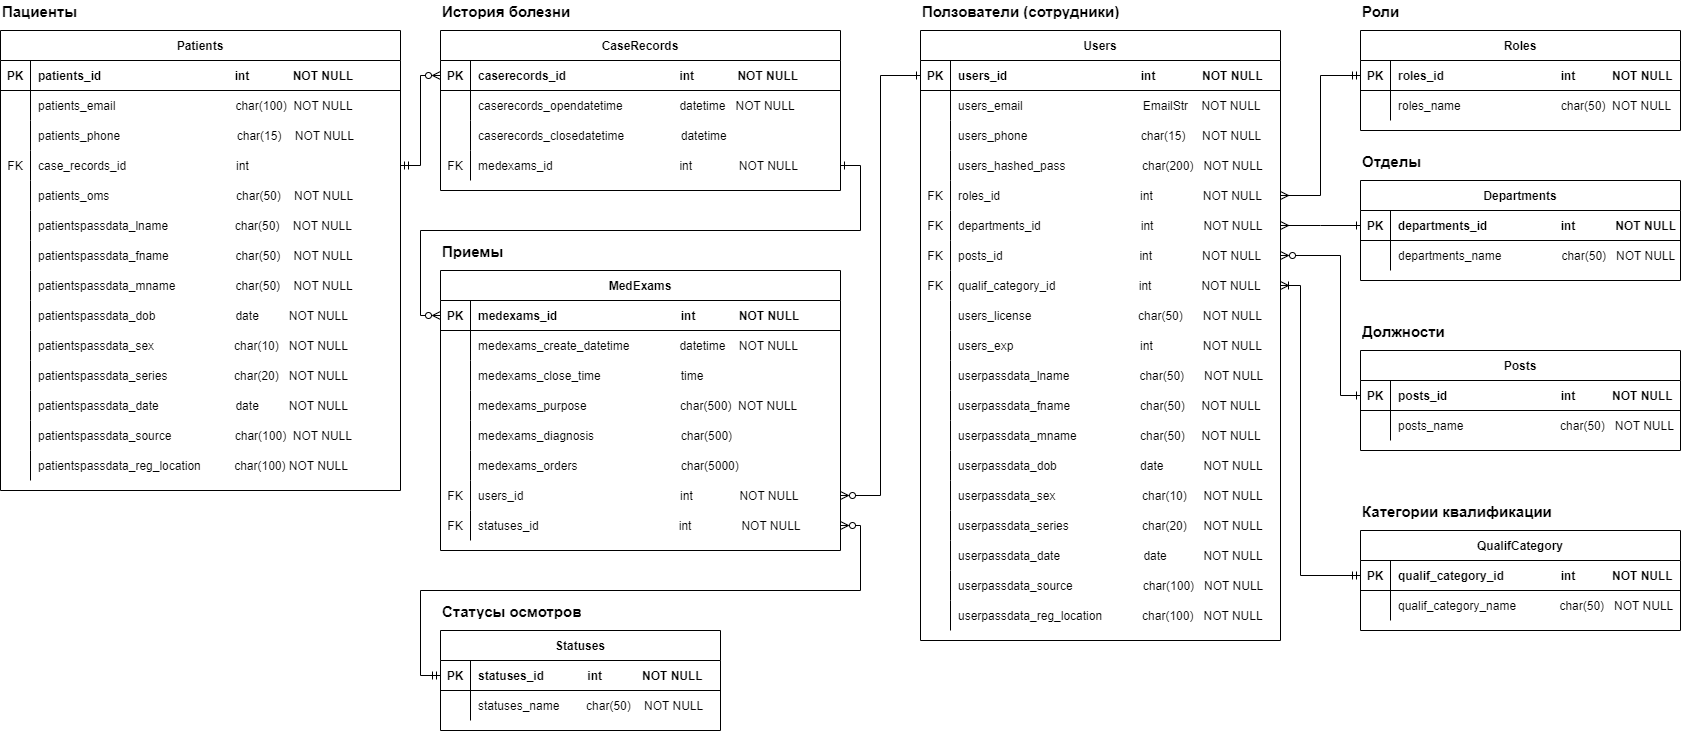 Пациенты
Patients
PK patients_id int NOT NULL
patients_email char(100) NOT NULL
patients_phone char(15) NOT NULL
FK case_records_id int
patients_oms char(50) NOT NULL
patientspassdata_lname char(50) NOT NULL
patientspassdata_fname char(50) NOT NULL
patientspassdata_mname char(50) NOT NULL
patientspassdata_dob date NOT NULL
patientspassdata_sex char(10) NOT NULL
patientspassdata_series char(20) NOT NULL
patientspassdata_date date NOT NULL
patientspassdata_source char(100) NOT NULL
patientspassdata_reg_location char(100) NOT NULL
История болезни
CaseRecords
PK caserecords_id int NOT NULL
caserecords_opendatetime datetime NOT NULL
caserecords_closedatetime datetime
FK medexams_id int NOT NULL
Приемы
MedExams
PK medexams_id int NOT NULL
medexams_create_datetime datetime NOT NULL
medexams_close_time time
medexams_purpose char(500) NOT NULL
medexams_diagnosis char(500)
medexams_orders char(5000)
FK users_id int NOT NULL
FK statuses_id int NOT NULL
Статусы осмотров
Statuses
PK statuses_id int NOT NULL
statuses_name char(50) NOT NULL
Ползователи (сотрудники)
Users
PK users_id int NOT NULL
users_email EmailStr NOT NULL
users_phone char(15) NOT NULL
users_hashed_pass char(200) NOT NULL
FK roles_id int NOT NULL
FK departments_id int NOT NULL
FK posts_id int NOT NULL
FK qualif_category_id int NOT NULL
users_license char(50) NOT NULL
users_exp int NOT NULL
userpassdata_lname char(50) NOT NULL
userpassdata_fname char(50) NOT NULL
userpassdata_mname char(50) NOT NULL
userpassdata_dob date NOT NULL
userpassdata_sex char(10) NOT NULL
userpassdata_series char(20) NOT NULL
userpassdata_date date NOT NULL
userpassdata_source char(100) NOT NULL
userpassdata_reg_location char(100) NOT NULL
Роли
Roles
PK roles_id int NOT NULL
roles_name char(50) NOT NULL
Отделы
Departments
PK departments_id int NOT NULL
departments_name char(50) NOT NULL
Должности
Posts
PK posts_id int NOT NULL
posts_name char(50) NOT NULL
Категории квалификации
QualifCategory
PK qualif_category_id int NOT NULL
qualif_category_name char(50) NOT NULL